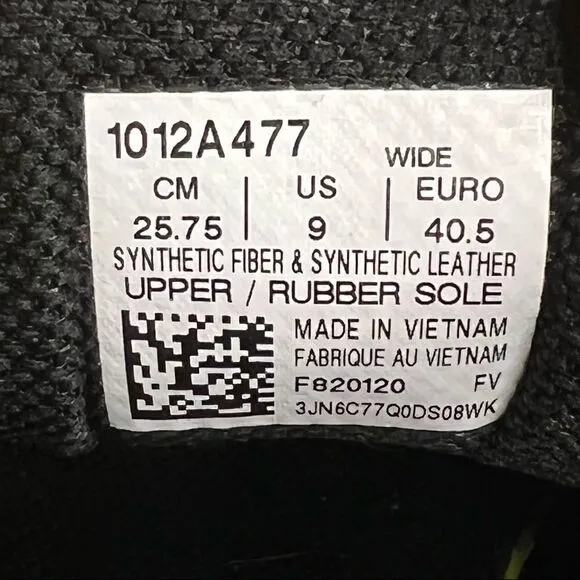 1012A477 WIDE
CM | US | EURO
25.75 | 9 | 40.5
SYNTHETIC FIBER & SYNTHETIC LEATHER
UPPER / RUBBER SOLE
MADE IN VIETNAM
FABRIQUE AU VIETNAM
F820120 FV
3JN6C77Q0DS08WK